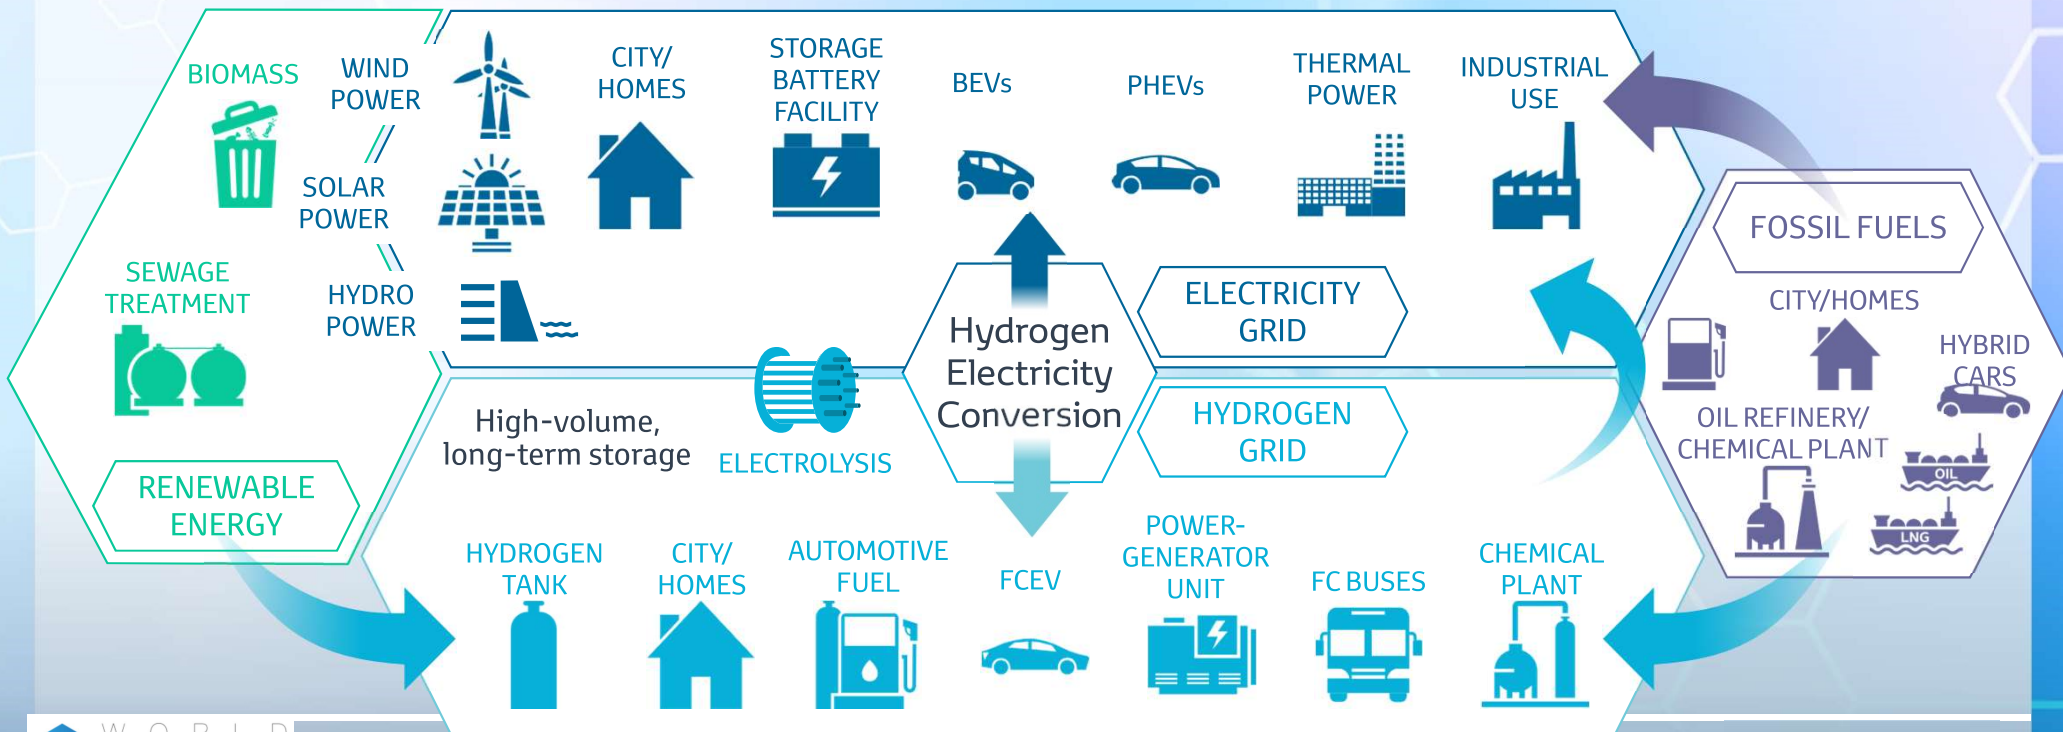 BIOMASS
WIND
POWER
SOLAR
POWER
SEWAGE
TREATMENT
HYDRO
POWER
RENEWABLE
ENERGY
CITY/
HOMES
STORAGE
BATTERY
FACILITY
BEVs
PHEVs
THERMAL
POWER
INDUSTRIAL
USE
ELECTRICITY
GRID
Hydrogen
Electricity
Conversion
HYDROGEN
GRID
High-volume,
long-term storage
ELECTROLYSIS
HYDROGEN
TANK
CITY/
HOMES
AUTOMOTIVE
FUEL
FCEV
POWER-
GENERATOR
UNIT
FC BUSES
CHEMICAL
PLANT
FOSSIL FUELS
CITY/HOMES
HYBRID
CARS
OIL REFINERY/
CHEMICAL PLANT
OIL
LNG
WORLD